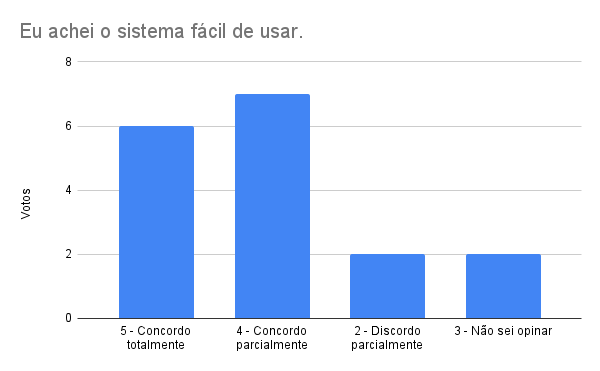 Eu achei o sistema fácil de usar.
8
6
4
2
0
Votos
5 - Concordo
totalmente
4 - Concordo
parcialmente
2 - Discordo
parcialmente
3 - Não sei opinar